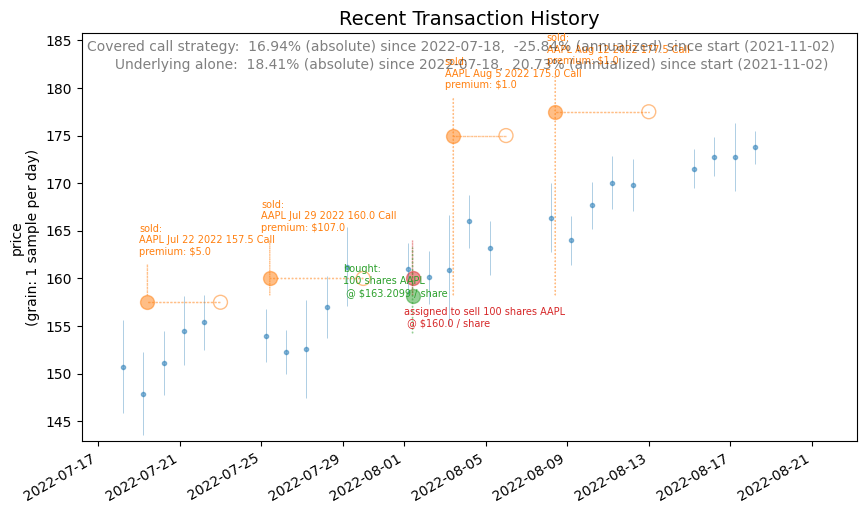 Recent Transaction History
Covered call strategy:  16.94% (absolute) since 2022-07-18,  -25.84% (annualized) since start (2021-11-02)
Underlying alone:  18.41% (absolute) since 2022-07-18,  20.73% (annualized) since start (2021-11-02)
sold:
AAPL Aug 12 2022 177.5 Call
premium: $1.0
sold:
AAPL Aug 5 2022 175.0 Call
premium: $1.0
sold:
AAPL Jul 29 2022 160.0 Call
premium: $107.0
sold:
AAPL Jul 22 2022 157.5 Call
premium: $5.0
bought:
100 shares AAPL
@ $163.2099 / share
assigned to sell 100 shares AAPL
@ $160.0 / share
price
(grain: 1 sample per day)
185
180
175
170
165
160
155
150
145
2022-07-17
2022-07-21
2022-07-25
2022-07-29
2022-08-01
2022-08-05
2022-08-09
2022-08-13
2022-08-17
2022-08-21